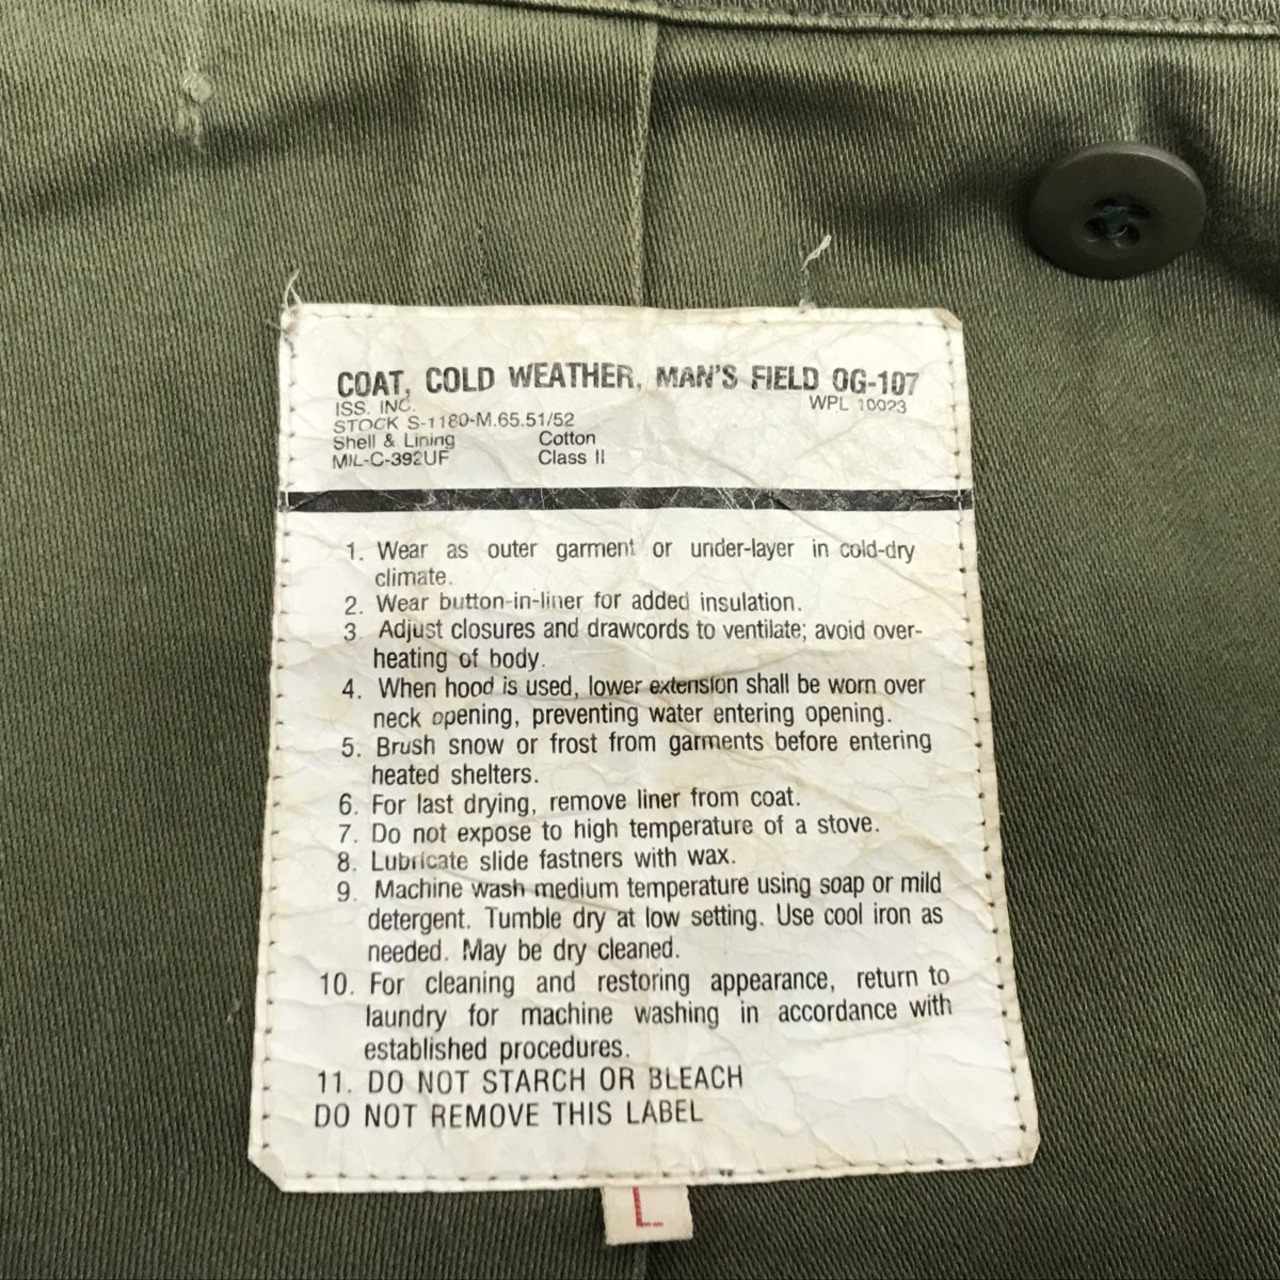 COAT, COLD WEATHER, MAN'S FIELD OG-107
ISS. INC. WPL 10023
STOCK S-1180-M.65.51/52
Shell & Lining Cotton
MIL-C-392UF Class II
1. Wear as outer garment or under-layer in cold-dry
climate.
2. Wear button-in-liner for added insulation.
3 Adjust closures and drawcords to ventilate; avoid over-
heating of body.
4. When hood is used, lower extension shall be worn over
neck opening, preventing water entering opening.
5. Brush snow or frost from garments before entering
heated shelters.
6. For last drying, remove liner from coat.
7. Do not expose to high temperature of a stove.
8. Lubricate slide fastners with wax.
9. Machine wash medium temperature using soap or mild
detergent. Tumble dry at low setting. Use cool iron as
needed. May be dry cleaned.
10. For cleaning and restoring appearance, return to
laundry for machine washing in accordance with
established procedures.
11. DO NOT STARCH OR BLEACH
DO NOT REMOVE THIS LABEL
L